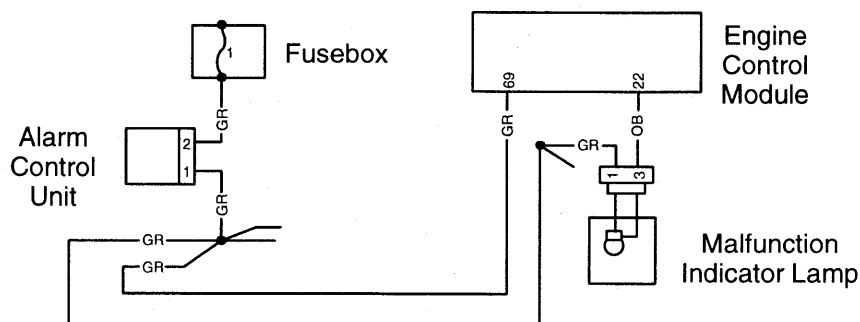 1
Fusebox
Engine
Control
Module
69
22
GR
GR
OB
Alarm
Control
Unit
2
1
GR
GR
1
3
GR
GR
GR
Malfunction
Indicator Lamp